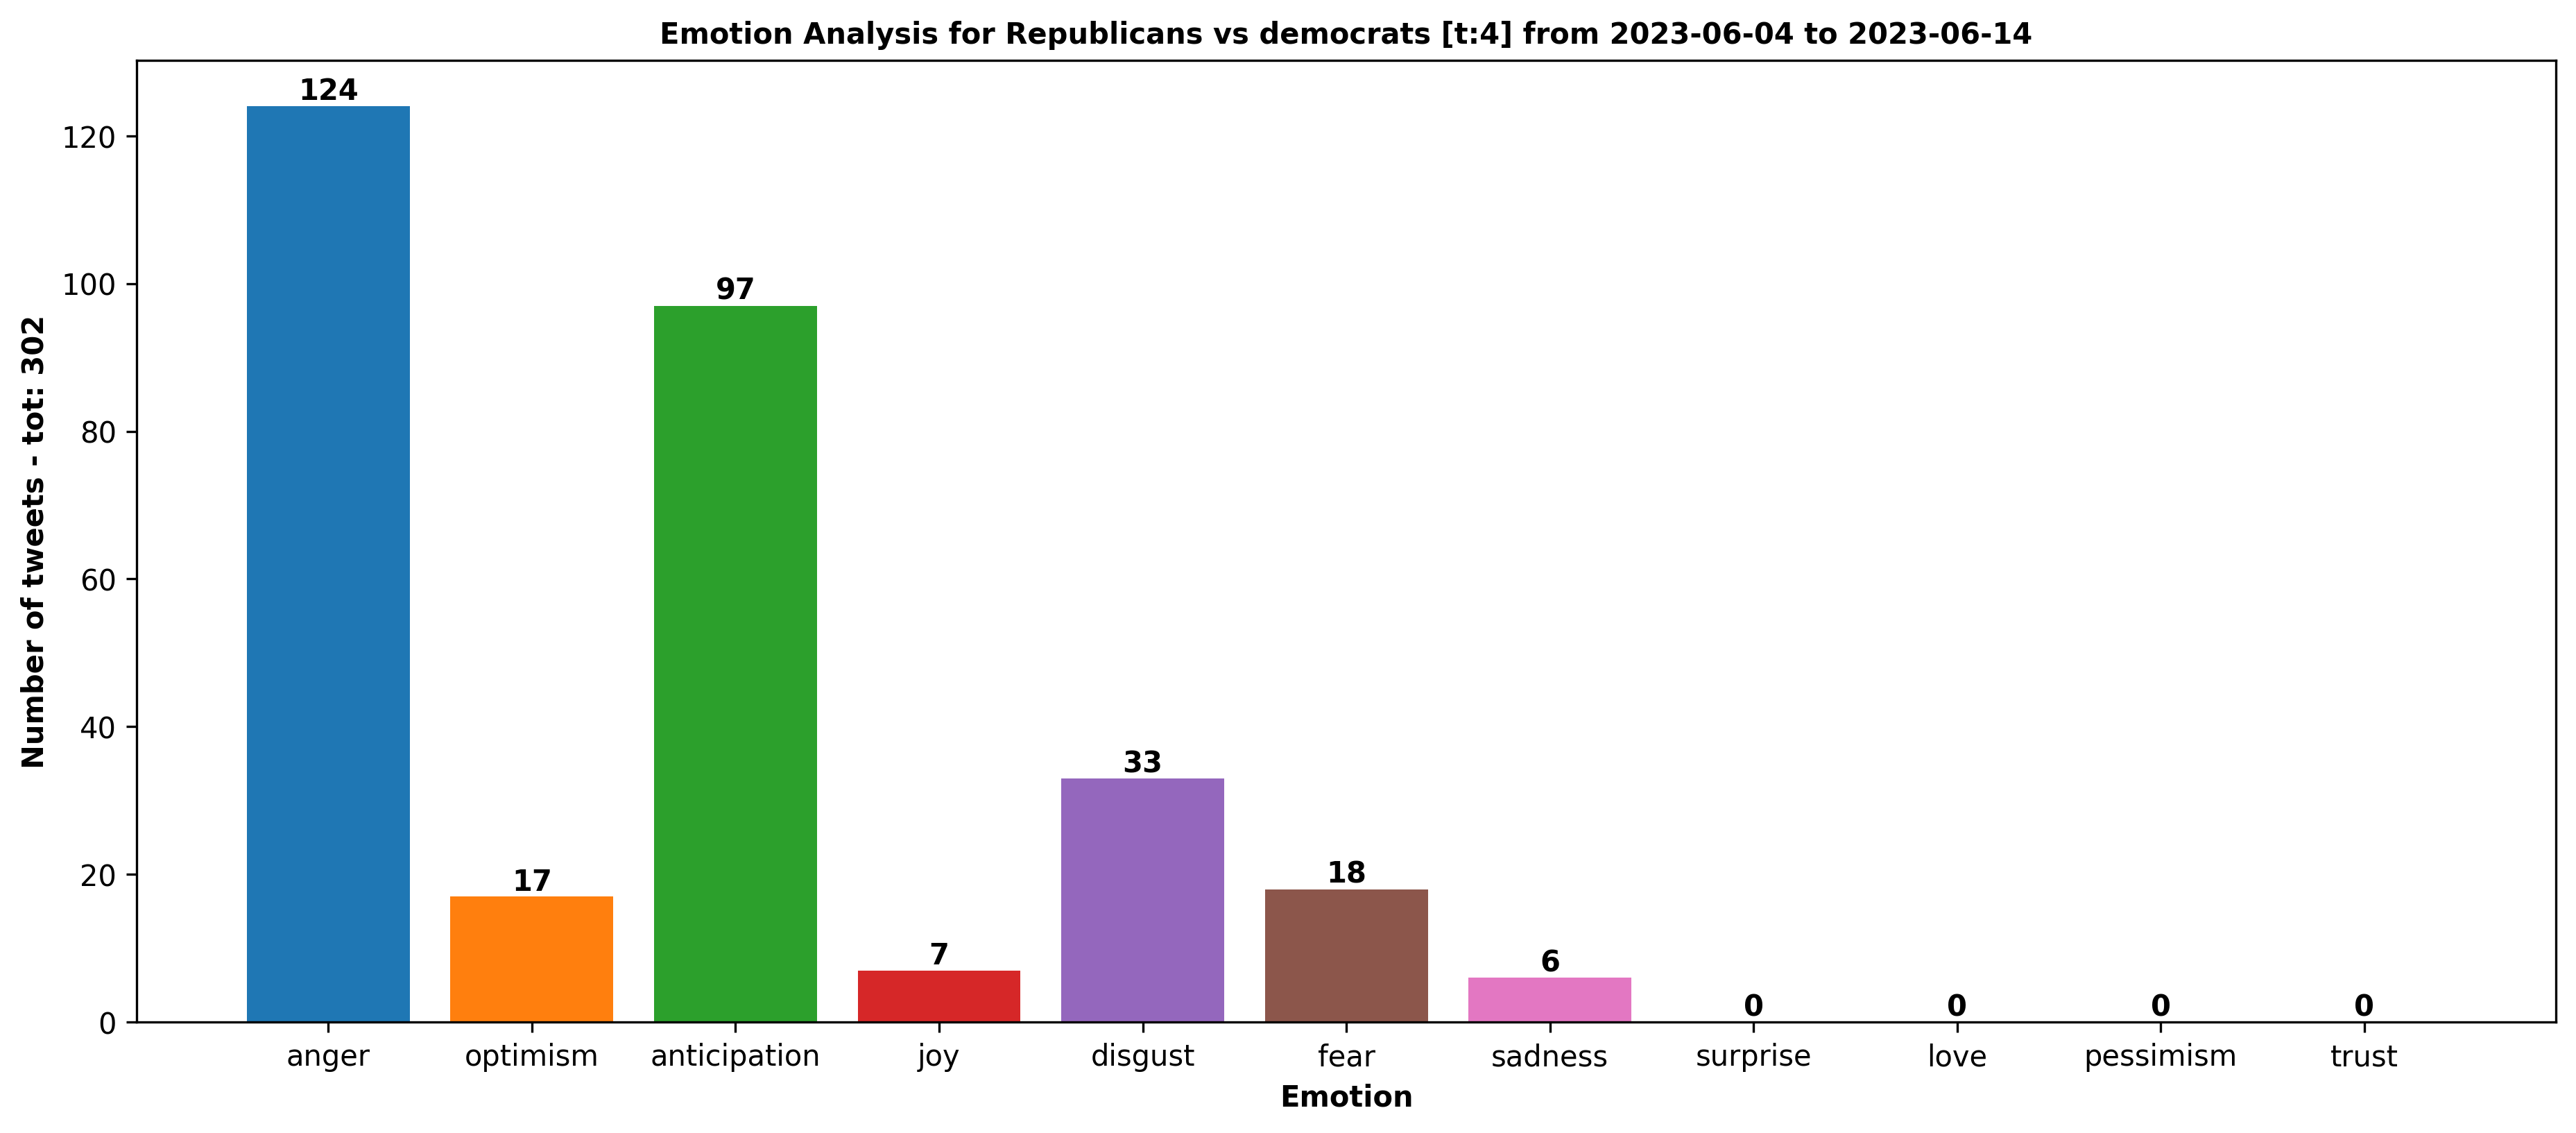 Emotion Analysis for Republicans vs democrats [t:4] from 2023-06-04 to 2023-06-14
Number of tweets - tot: 302
120
100
80
60
40
20
0
124
17
97
7
33
18
6
0
0
0
0
anger
optimism
anticipation
joy
disgust
fear
sadness
surprise
love
pessimism
trust
Emotion